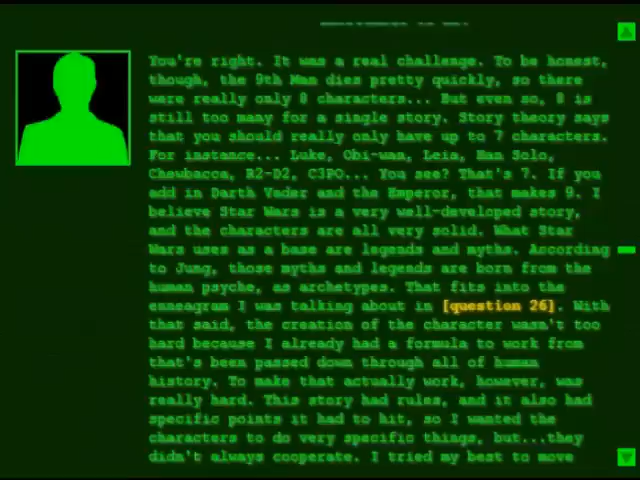 You're right. It was a real challenge. To be honest,
though, the 9th Man dies pretty quickly, so there
were really only 8 characters... But even so, 8 is
still too many for a single story. Story theory says
that you should really only have up to 7 characters.
For instance... Luke, Obi-wan, Leia, Han Solo,
Chewbacca, R2-D2, C3PO... You see? That's 7. If you
add in Darth Vader and the Emperor, that makes 9. I
believe Star Wars is a very well-developed story,
and the characters are all very solid. What Star
Wars uses as a base are legends and myths. According
to Jung, those myths and legends are born from the
human psyche, as archetypes. That fits into the
enneagram I was talking about in [question 26]. With
that said, the creation of the character wasn't too
hard because I already had a formula to work from
that's been passed down through all of human
history. To make that actually work, however, was
really hard. This story had rules, and it also had
specific points it had to hit, so I wanted the
characters to do very specific things, but...they
didn't always cooperate. I tried my best to move